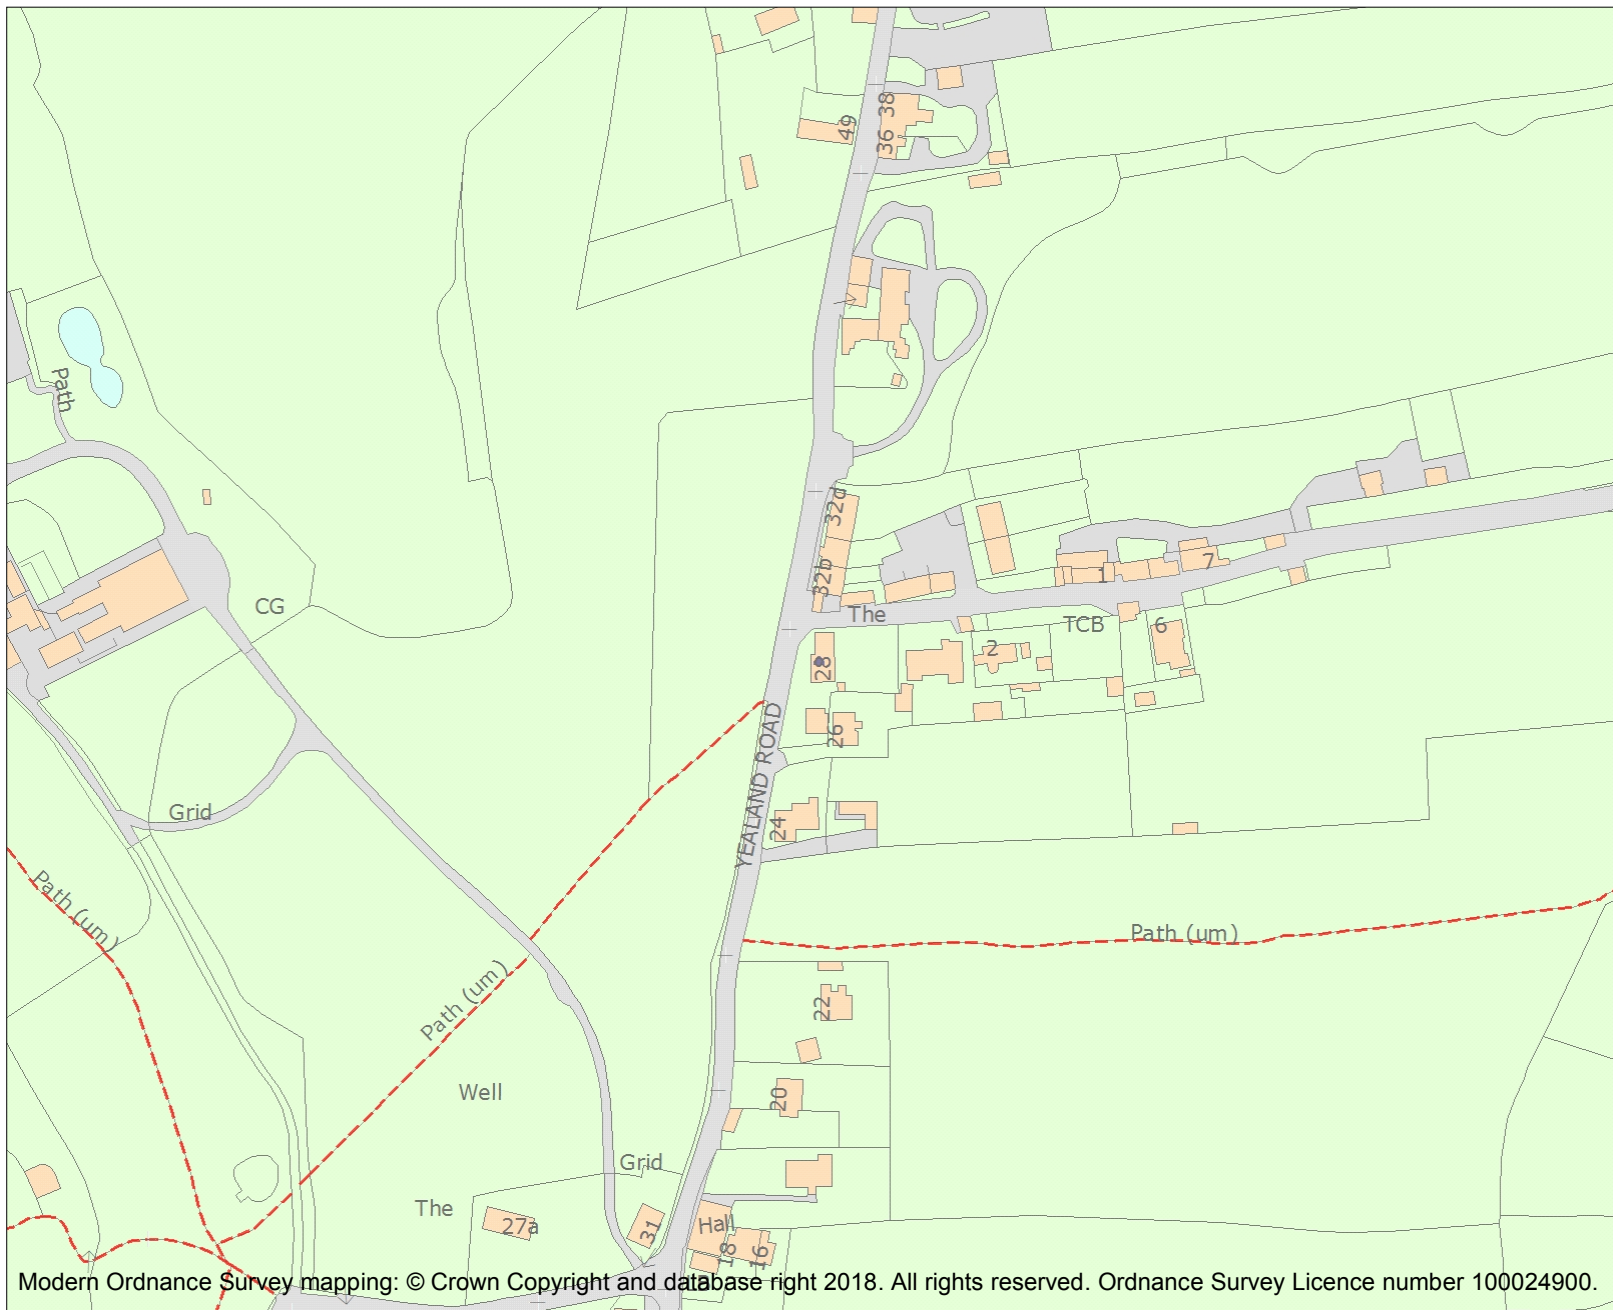 38
49
36
Path
32d
7
1
32b
CG
The
TCB
6
2
28
26
YEALAND ROAD
Grid
24
Path (um)
Path (um)
Path (um)
22
Well
20
Grid
The
27a
31
Hall
18
16
Modern Ordnance Survey mapping: © Crown Copyright and database right 2018. All rights reserved. Ordnance Survey Licence number 100024900.